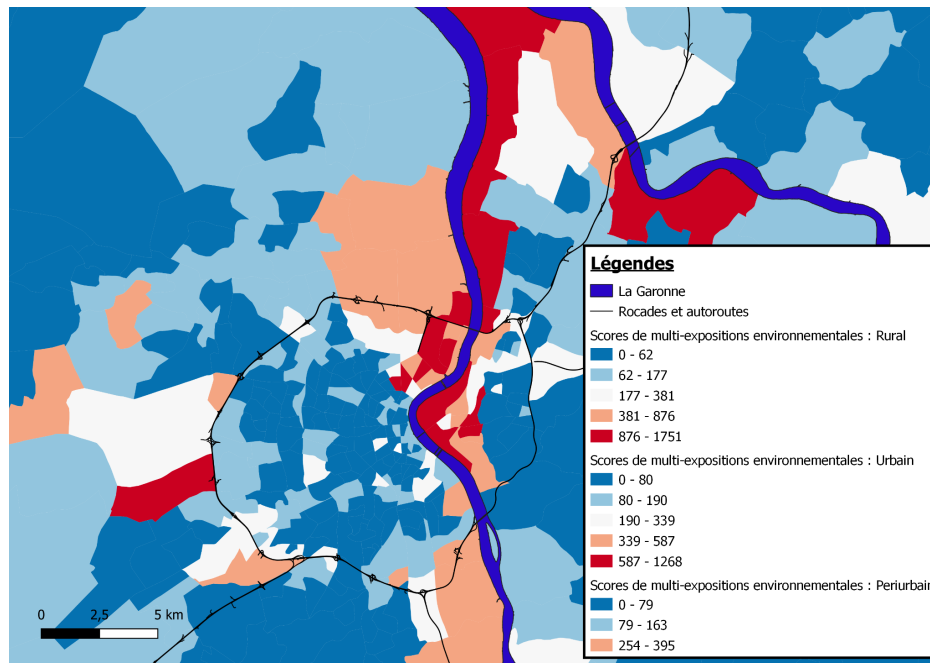 Légendes
La Garonne
Rocades et autoroutes
Scores de multi-expositions environnementales : Rural
0 - 62
62 - 177
177 - 381
381 - 876
876 - 1751
Scores de multi-expositions environnementales : Urbain
0 - 80
80 - 190
190 - 339
339 - 587
587 - 1268
Scores de multi-expositions environnementales : Periurbain
0 - 79
79 - 163
254 - 395
0 2,5 5 km